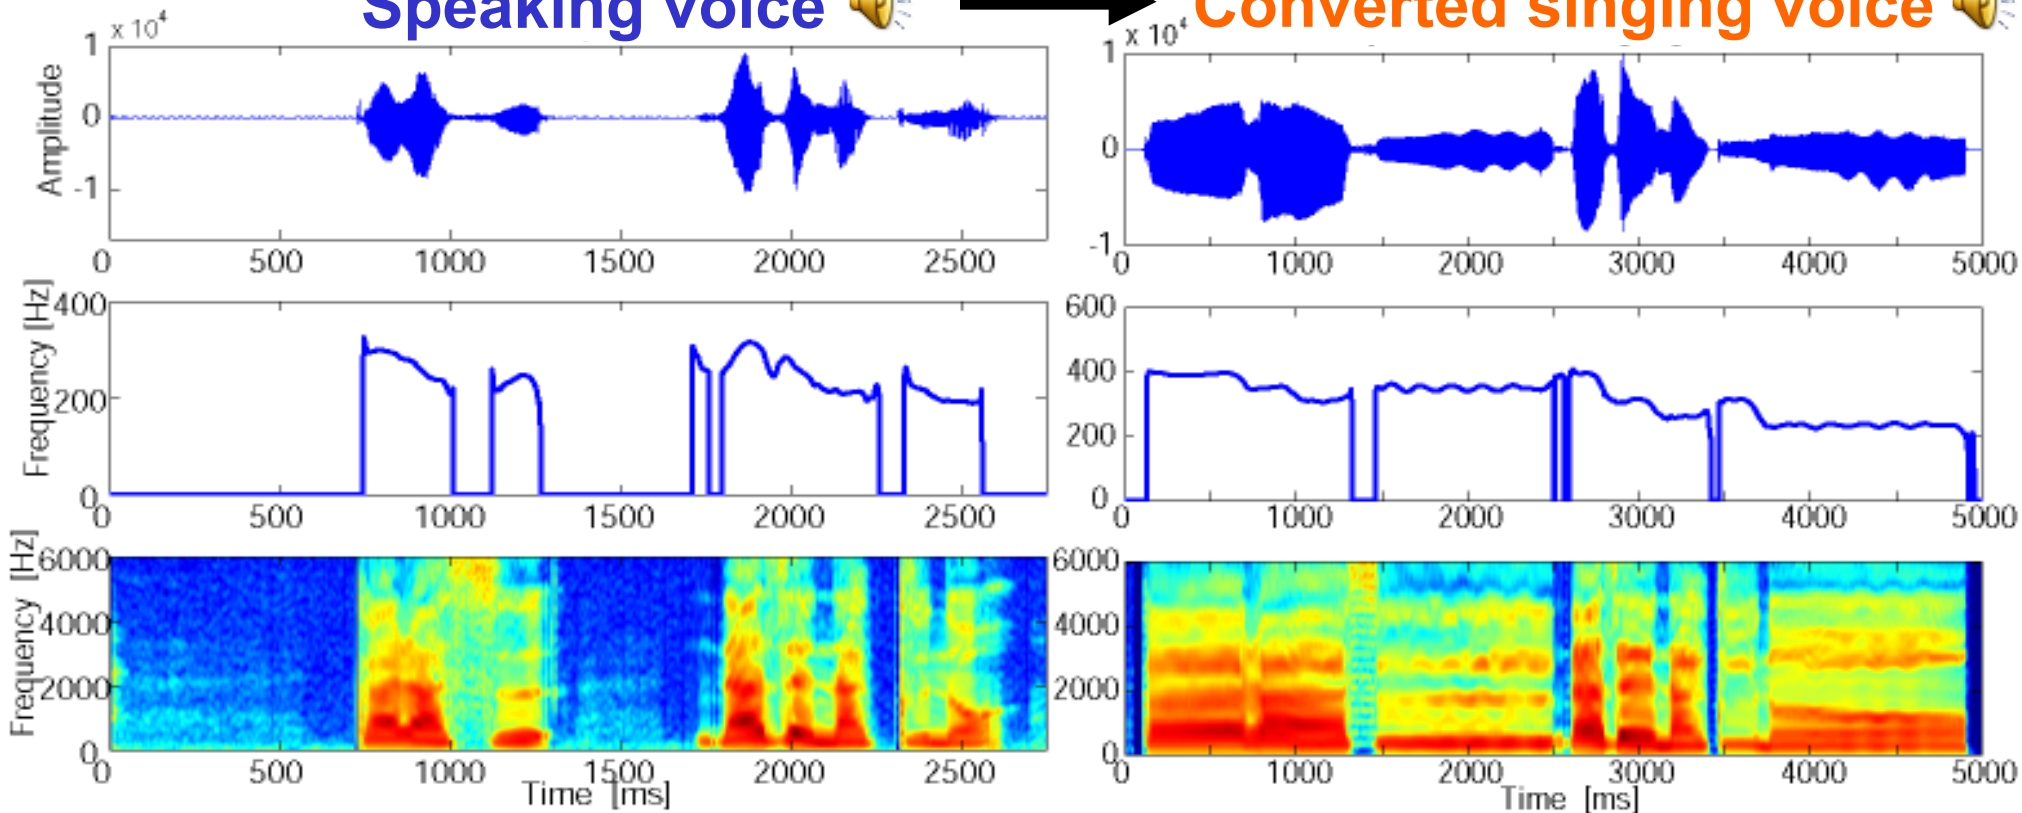 Speaking voice
Converted singing voice
x 10⁴
1
0
-1
Amplitude
0 500 1000 1500 2000 2500
x 10⁴
1
0
-1
0 1000 2000 3000 4000 5000
Frequency [Hz]
400
200
0
0 500 1000 1500 2000 2500
600
400
200
0
0 1000 2000 3000 4000 5000
Frequency [Hz]
6000
4000
2000
0
0 500 1000 1500 2000 2500
Time [ms]
6000
4000
2000
0
0 1000 2000 3000 4000 5000
Time [ms]